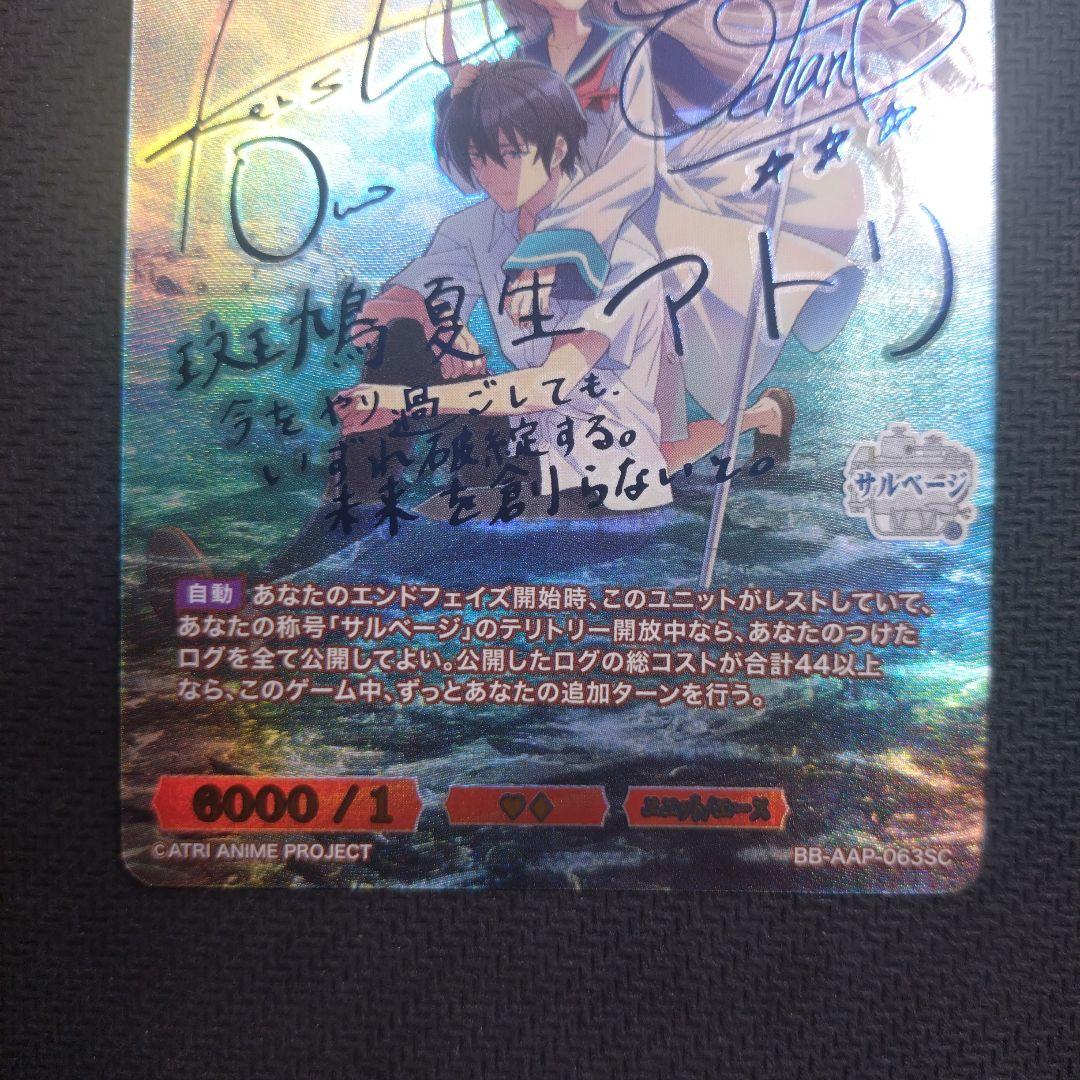 Ow
chan
斑鳩夏生 アトリ
今をやり過ごしても、
いずれ破綻する。
未来を創らないと。
サルベージ
自動 あなたのエンドフェイズ開始時、このユニットがレストしていて、
あなたの称号「サルベージ」のテリトリー開放中なら、あなたのつけた
ログを全て公開してよい。公開したログの総コストが合計44以上
なら、このゲーム中、ずっとあなたの追加ターンを行う。
6000 / 1
©ATRI ANIME PROJECT
BB-AAP-063SC